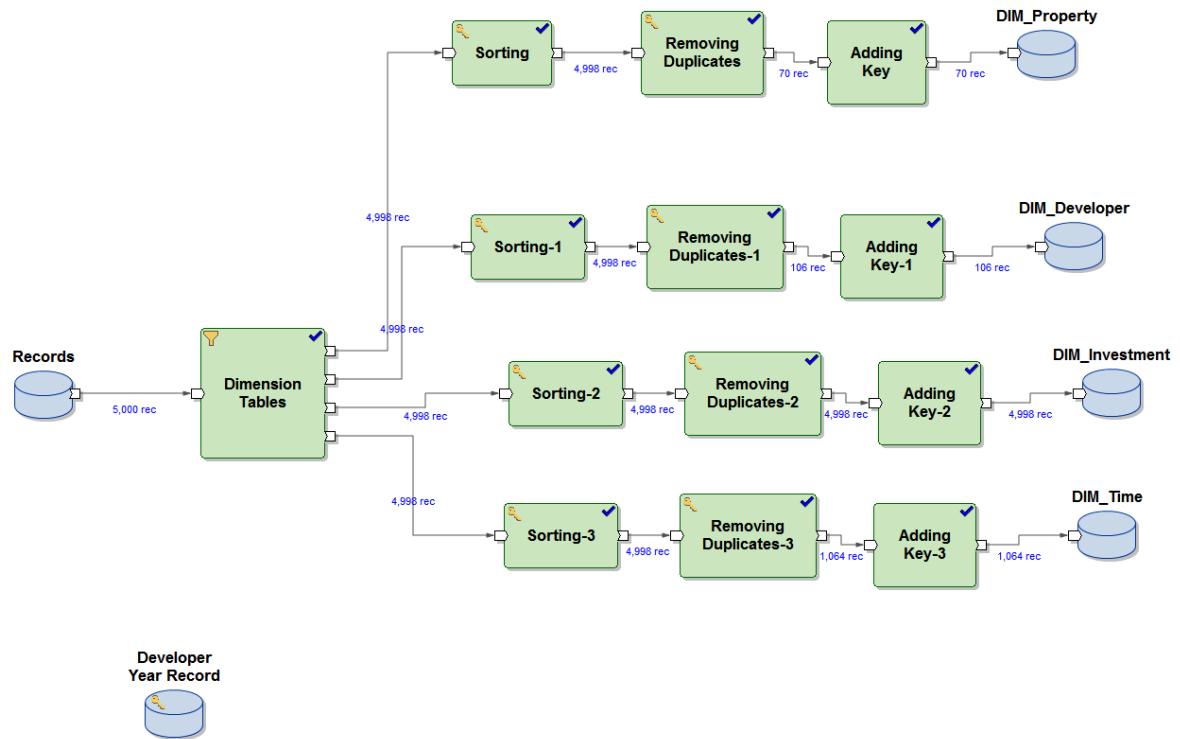 DIM_Property
Sorting
Removing
Duplicates
Adding
Key
4,998 rec
70 rec
70 rec
4,998 rec
DIM_Developer
Sorting-1
Removing
Duplicates-1
Adding
Key-1
4,998 rec
106 rec
106 rec
4,998 rec
Records
5,000 rec
Dimension
Tables
DIM_Investment
Sorting-2
Removing
Duplicates-2
Adding
Key-2
4,998 rec
4,998 rec
4,998 rec
4,998 rec
DIM_Time
4,998 rec
Sorting-3
Removing
Duplicates-3
Adding
Key-3
4,998 rec
1,064 rec
1,064 rec
Developer
Year Record